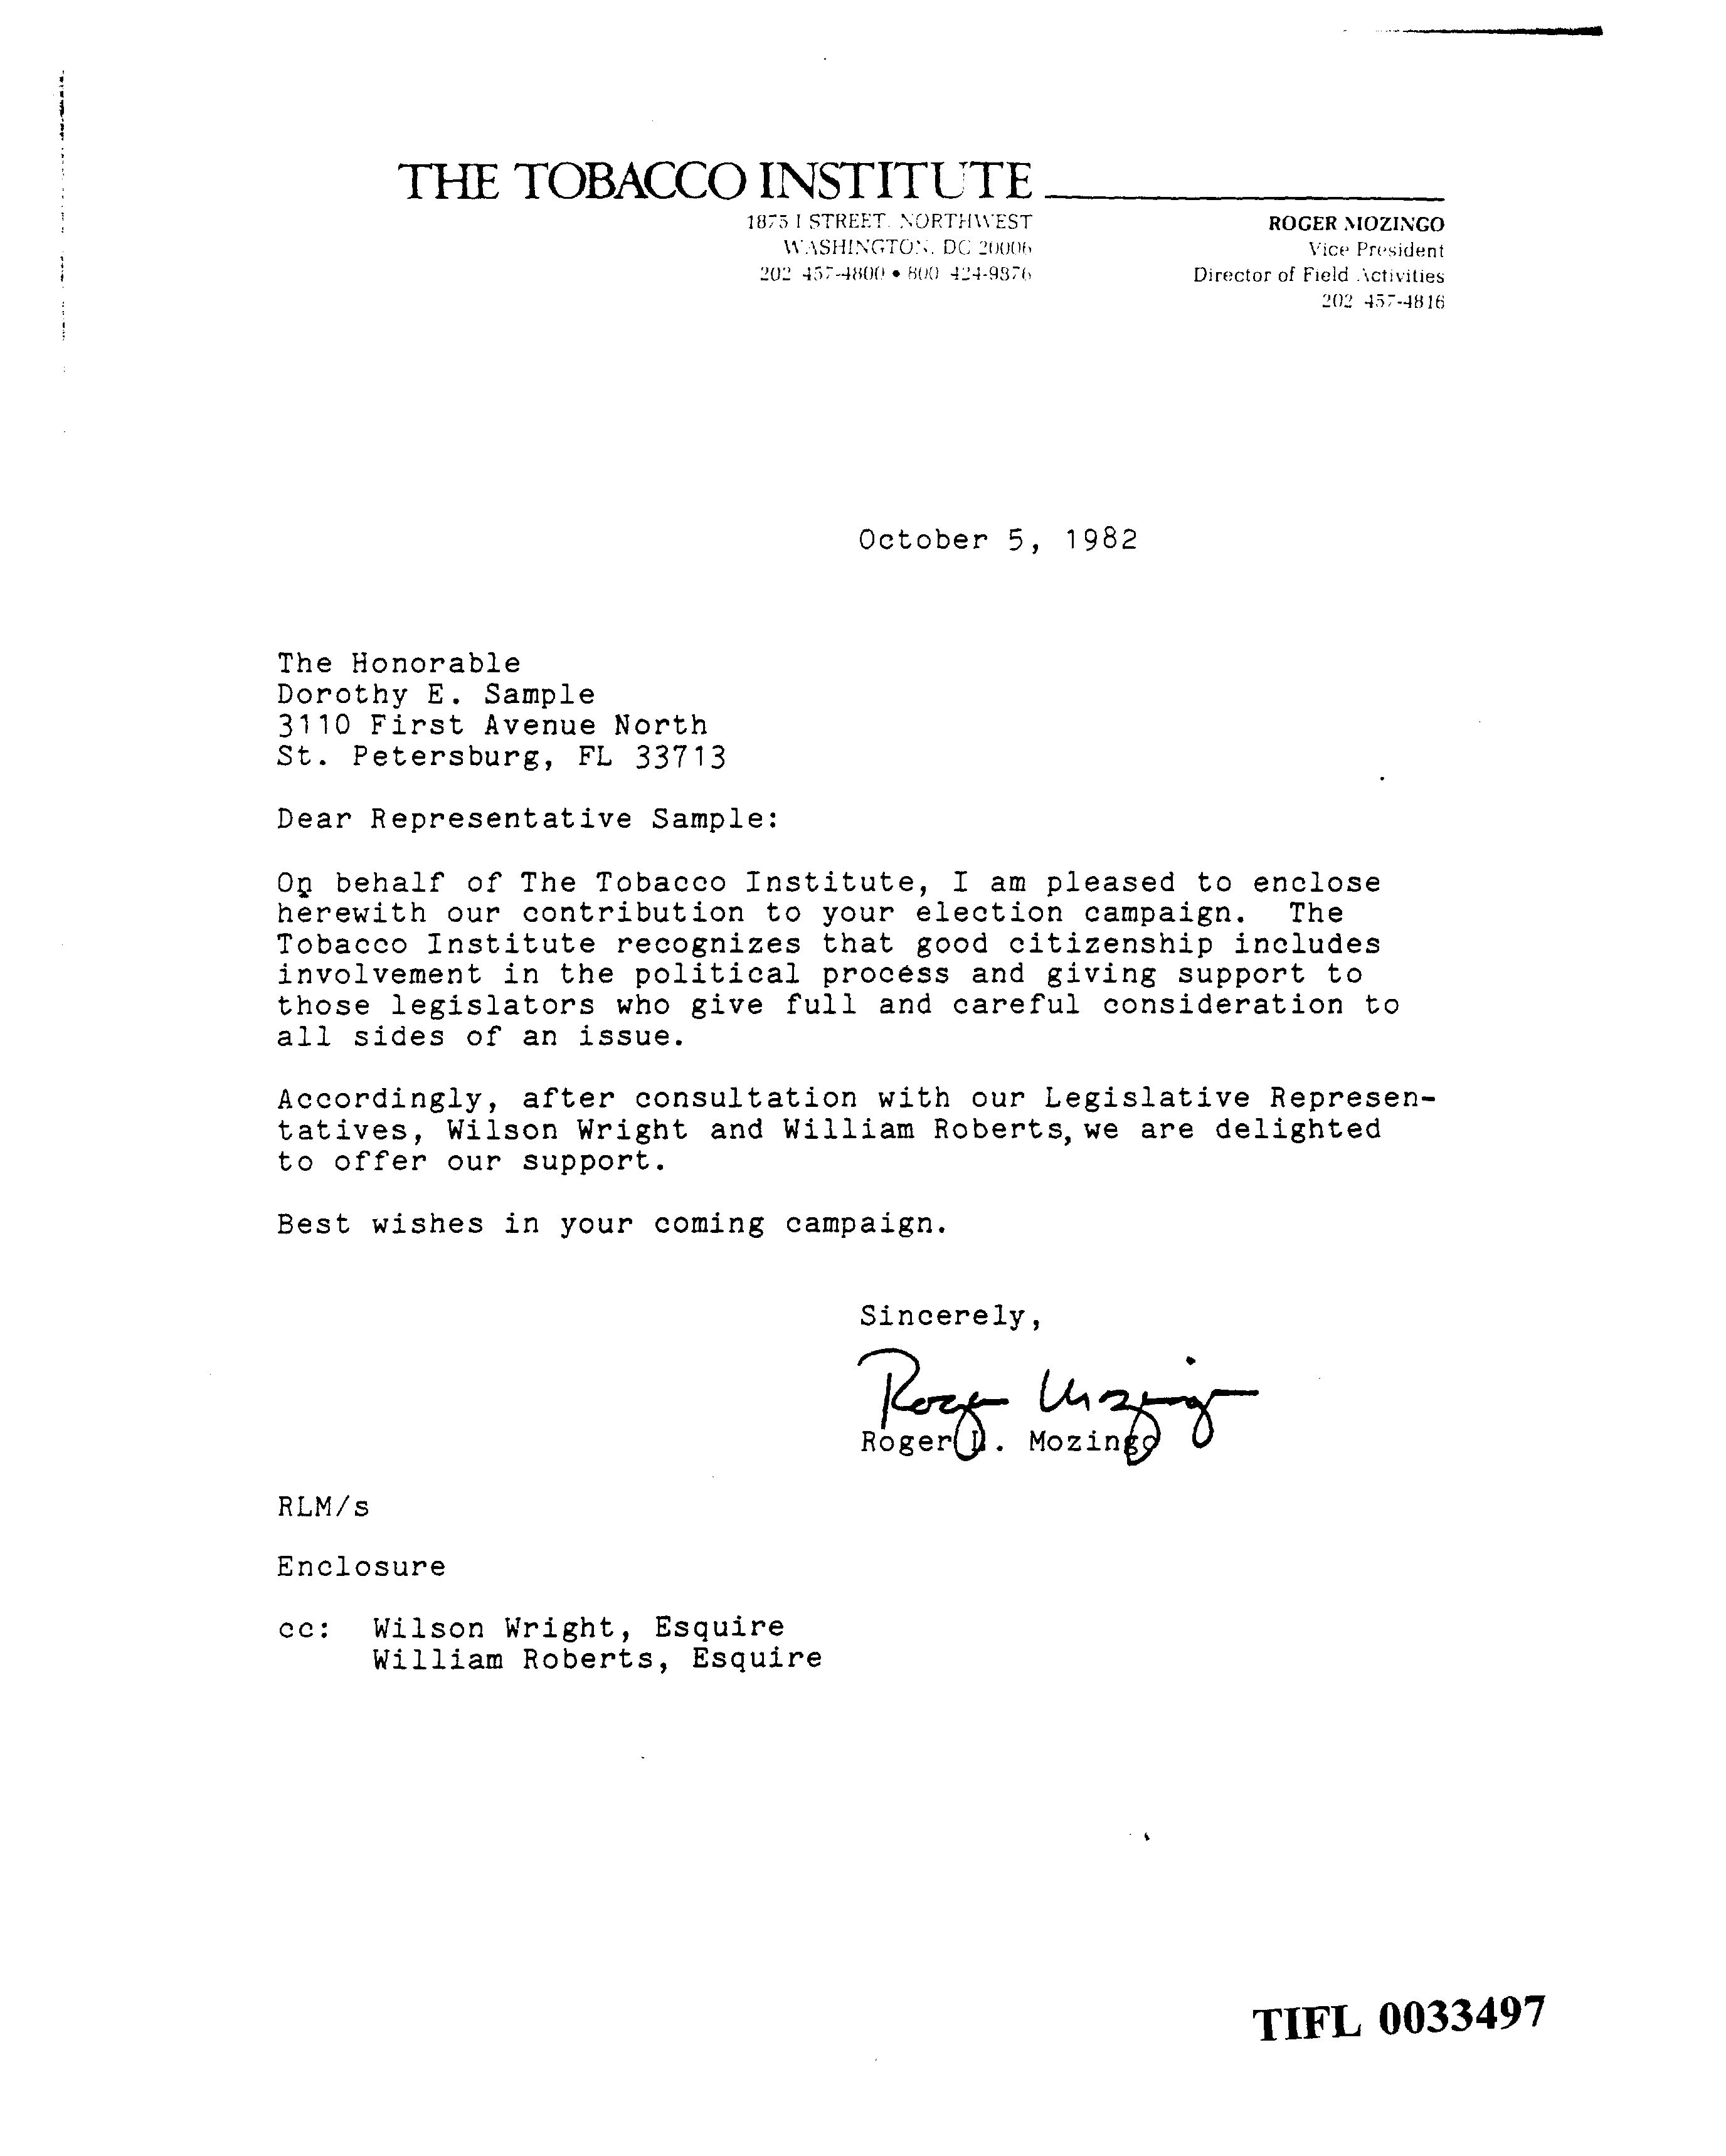 THE TOBACCO INSTITUTE
1875 I STREET, NORTHWEST
WASHINGTON, DC 20006
202 457-4800 • 800 424-9876
ROGER MOZINGO
Vice President
Director of Field Activities
202 457-4816
October 5, 1982
The Honorable
Dorothy E. Sample
3110 First Avenue North
St. Petersburg, FL 33713
Dear Representative Sample:
On behalf of The Tobacco Institute, I am pleased to enclose
herewith our contribution to your election campaign. The
Tobacco Institute recognizes that good citizenship includes
involvement in the political process and giving support to
those legislators who give full and careful consideration to
all sides of an issue.
Accordingly, after consultation with our Legislative Represen-
tatives, Wilson Wright and William Roberts, we are delighted
to offer our support.
Best wishes in your coming campaign.
Sincerely,
Roger Mozingo
Roger L. Mozingo
RLM/s
Enclosure
cc: Wilson Wright, Esquire
William Roberts, Esquire
TIFL 0033497